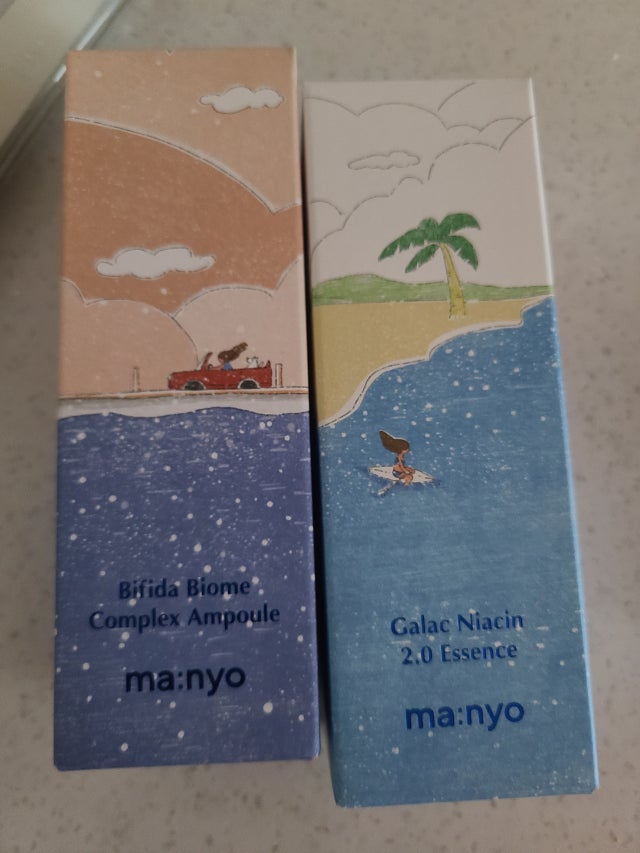 Bifida Biome
Complex Ampoule
ma:nyo
Galac Niacin
2.0 Essence
ma:nyo